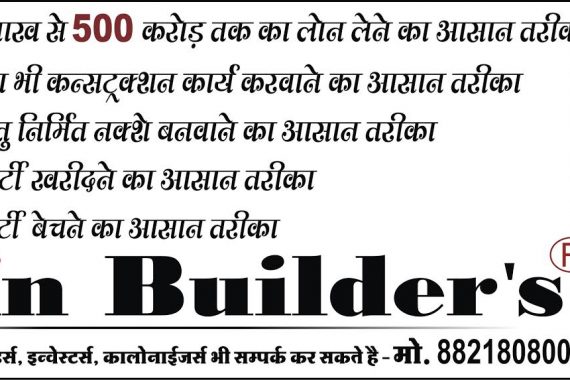 से 500 करोड़ तक का लोन लेने का आसान
भी कन्सट्रक्शन कार्य करवाने का आसान तरीका
निर्मित नक्शे बनवाने का आसान तरीका
खरीदने का आसान तरीका
बेचने का आसान तरीका
Builder's
इन्वेस्टर्स, कालोनाईजर्स भी सम्पर्क कर सकते है - मो. 882180800